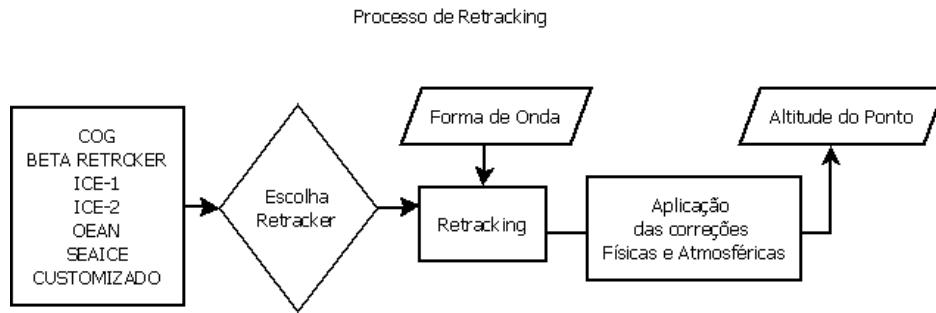 Processo de Retracking
COG
BETA RETRCKER
ICE-1
ICE-2
OEAN
SEAICE
CUSTOMIZADO
Escolha
Retracker
Forma de Onda
Retracking
Aplicação
das correções
Físicas e Atmosféricas
Altitude do Ponto